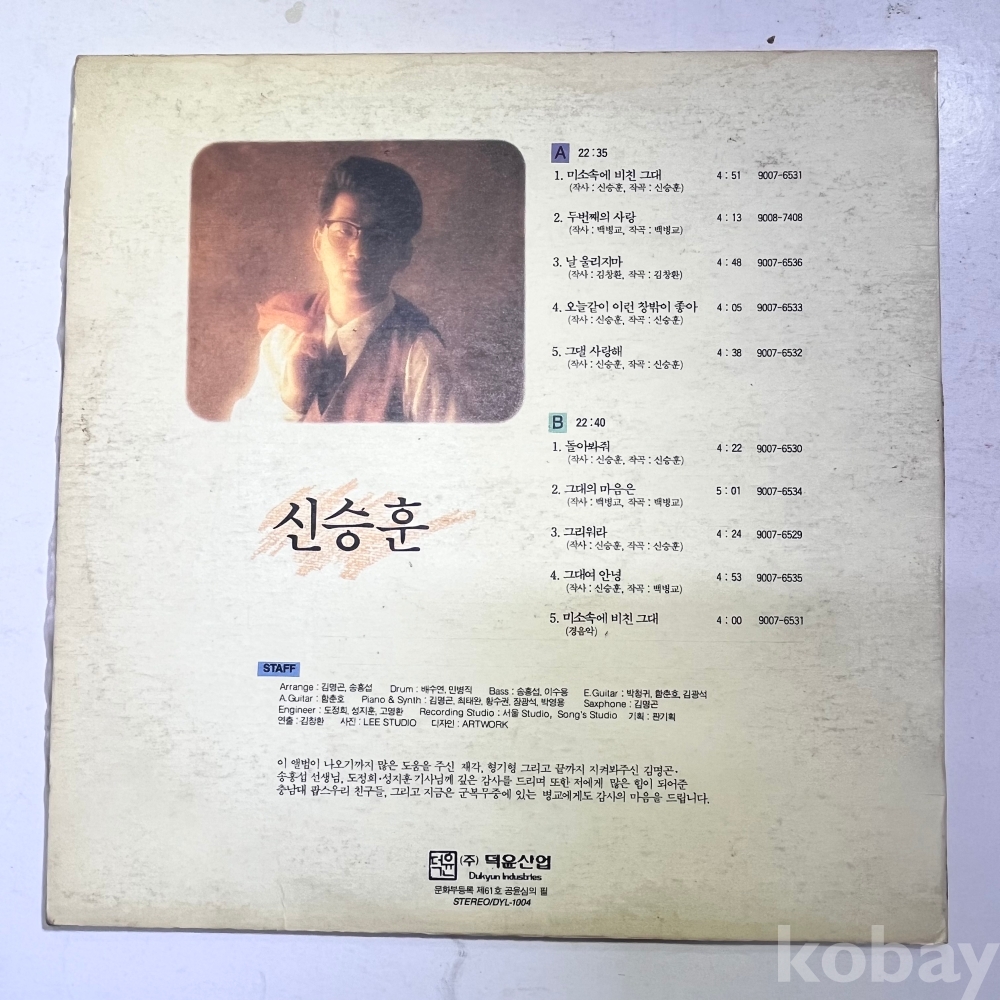 A 22:35
1. 미소속에 비친 그대 4:51 9007-6531
(작사 : 신승훈, 작곡 : 신승훈)
2. 두번째의 사랑 4:13 9008-7408
(작사 : 백병교, 작곡 : 백병교)
3. 날 울리지마 4:48 9007-6536
(작사 : 김창환, 작곡 : 김창환)
4. 오늘같이 이런 창밖이 좋아 4:05 9007-6533
(작사 : 신승훈, 작곡 : 신승훈)
5. 그댈 사랑해 4:38 9007-6532
(작사 : 신승훈, 작곡 : 신승훈)
B 22:40
1. 돌아봐줘 4:22 9007-6530
(작사 : 신승훈, 작곡 : 신승훈)
2. 그대의 마음은 5:01 9007-6534
(작사 : 백병교, 작곡 : 백병교)
3. 그리워라 4:24 9007-6529
(작사 : 신승훈, 작곡 : 신승훈)
4. 그대여 안녕 4:53 9007-6535
(작사 : 신승훈, 작곡 : 백병교)
5. 미소속에 비친 그대 4:00 9007-6531
(경음악)
신승훈
STAFF
Arrange : 김명곤, 송홍섭 Drum : 배수연, 민병직 Bass : 송홍섭, 이수용 E.Guitar : 박청귀, 함춘호, 김광석
A.Guitar : 함춘호 Piano & Synth : 김명곤, 최태완, 황수권, 장광석, 박영용 Saxphone : 김명곤
Engineer : 도정희, 성지훈, 고명환 Recording Studio : 서울 Studio, Song's Studio 기획 : 판기획
연출 : 김창환 사진 : LEE STUDIO 디자인 : ARTWORK
이 앨범이 나오기까지 많은 도움을 주신 재각, 형기형 그리고 끝까지 지켜봐주신 김명곤·
송홍섭 선생님, 도정희·성지훈 기사님께 깊은 감사를 드리며 또한 저에게 많은 힘이 되어준
충남대 팝스우리 친구들, 그리고 지금은 군복무중에 있는 병교에게도 감사의 마음을 드립니다.
덕윤 (주) 덕윤산업
Dukyun Industries
문화부등록 제61호 공윤심의 필
STEREO/DYL-1004
kobay